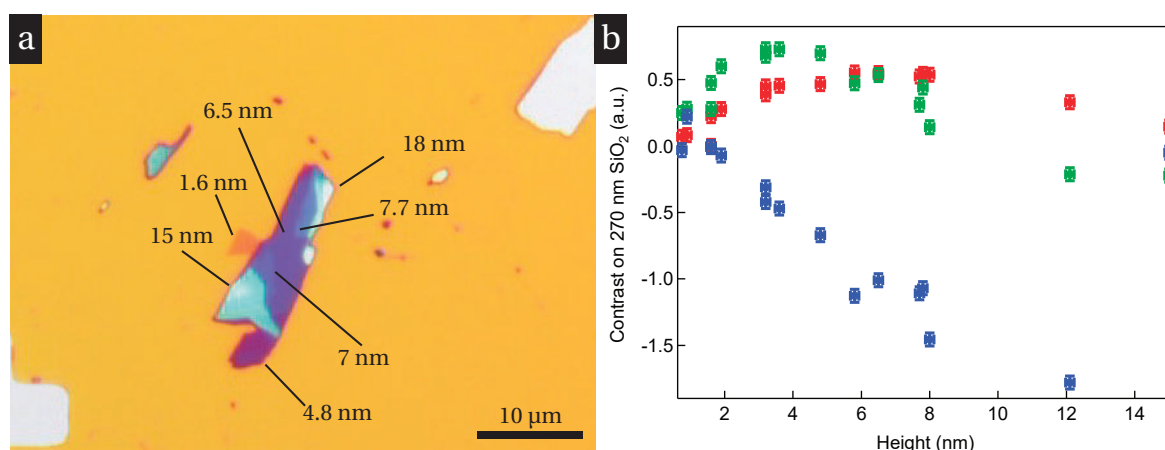 a
6.5 nm
18 nm
1.6 nm
7.7 nm
15 nm
7 nm
4.8 nm
10 µm
b
Contrast on 270 nm SiO₂ (a.u.)
0.5
0.0
-0.5
-1.0
-1.5
2 4 6 8 10 12 14
Height (nm)